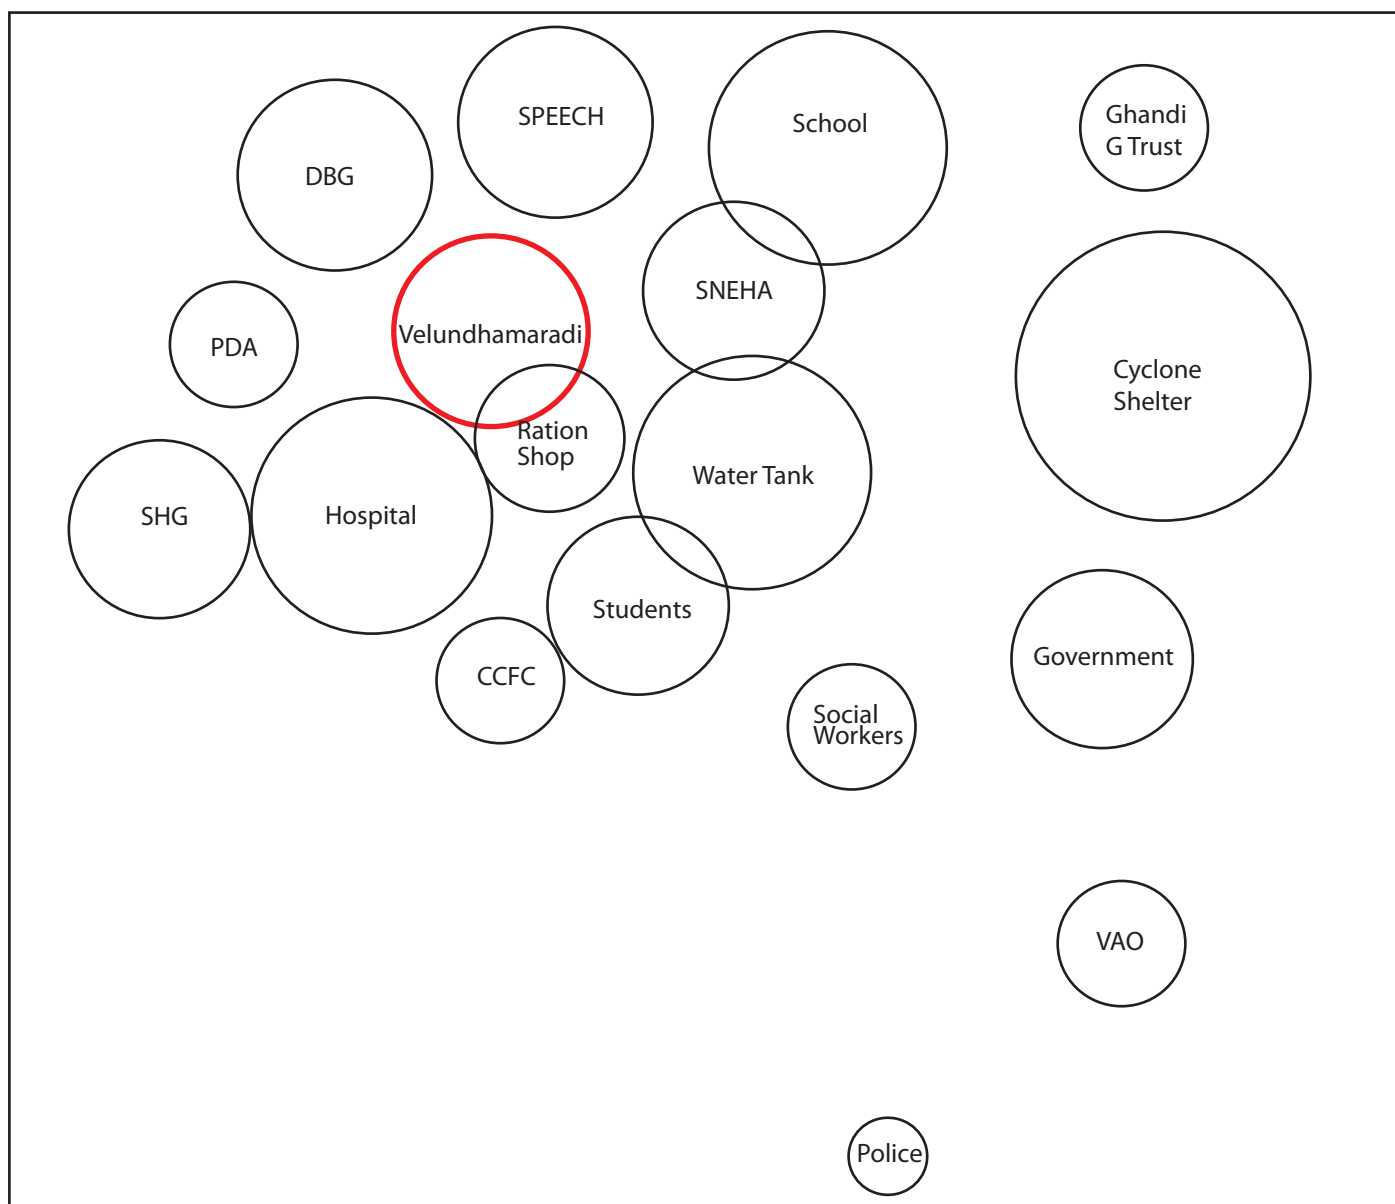 SPEECH
School
Ghandi
G Trust
DBG
SNEHA
Velundhamaradi
PDA
Cyclone
Shelter
Ration
Shop
Water Tank
SHG
Hospital
Students
Government
CCFC
Social
Workers
VAO
Police